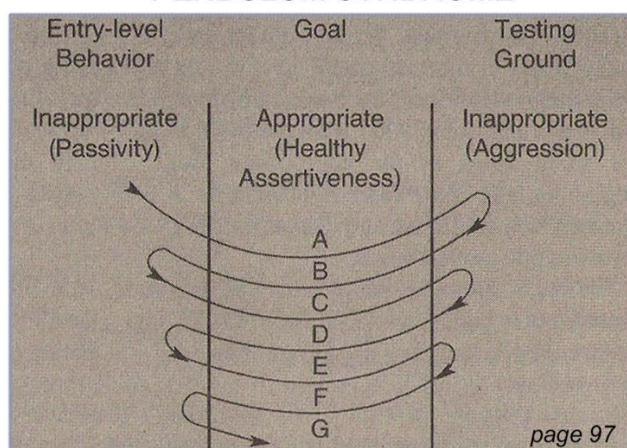 Entry-level
Behavior
Goal
Testing
Ground
Inappropriate
(Passivity)
Appropriate
(Healthy
Assertiveness)
Inappropriate
(Aggression)
A
B
C
D
E
F
G
page 97